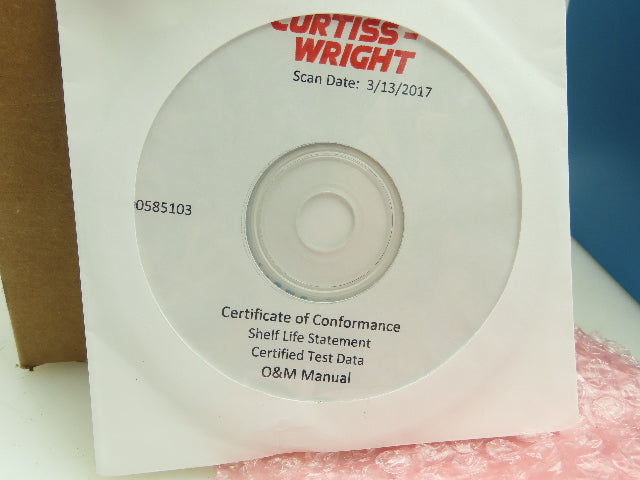 CURTISS-
WRIGHT
Scan Date: 3/13/2017
0585103
Certificate of Conformance
Shelf Life Statement
Certified Test Data
O&M Manual